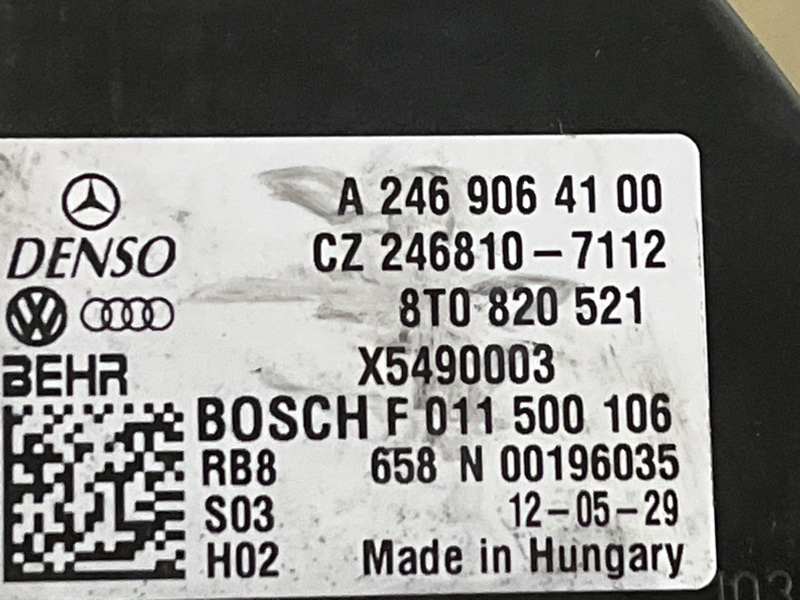 A 246 906 41 00
DENSO CZ 246810-7112
8T0 820 521
BEHR X5490003
BOSCH F 011 500 106
RB8 658 N 00196035
S03 12-05-29
H02 Made in Hungary